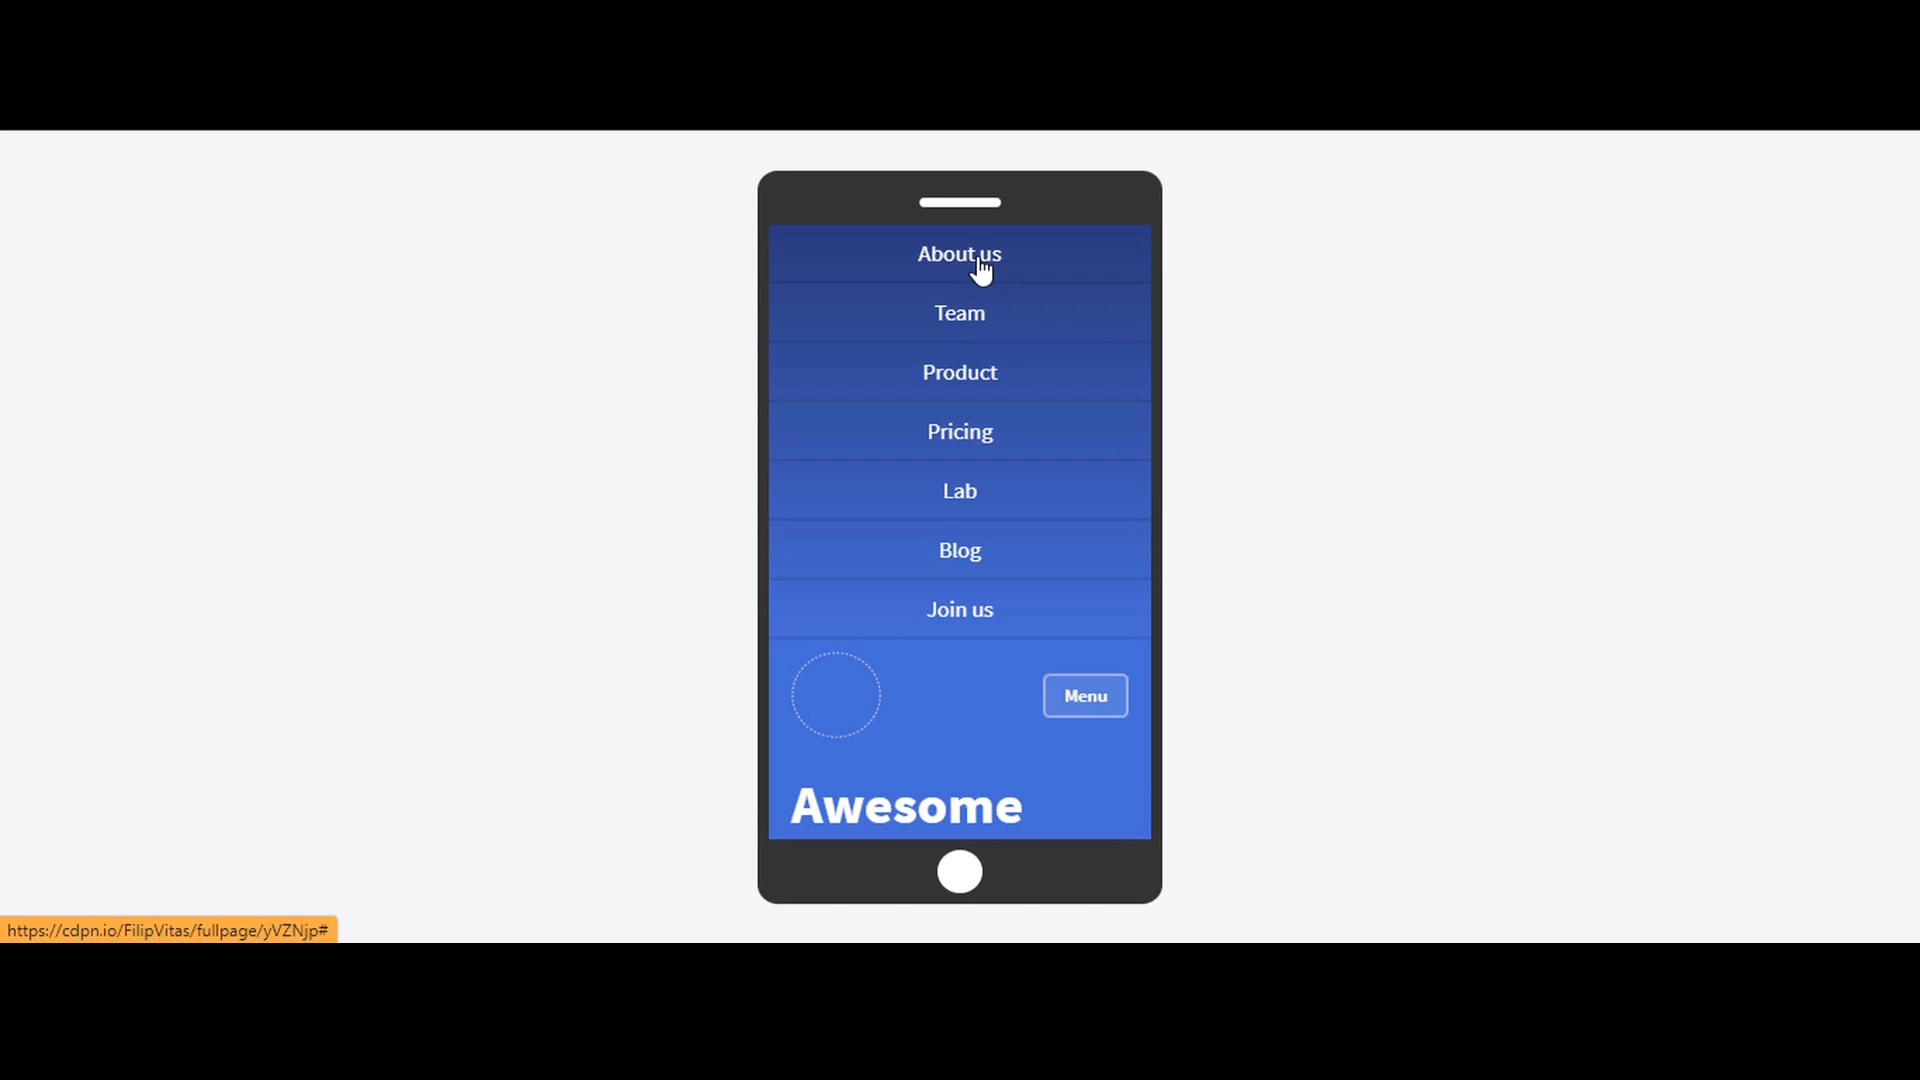 About us
Team
Product
Pricing
Lab
Blog
Join us
Menu
Awesome
https://cdpn.io/FilipVitas/fullpage/yVZNjp#